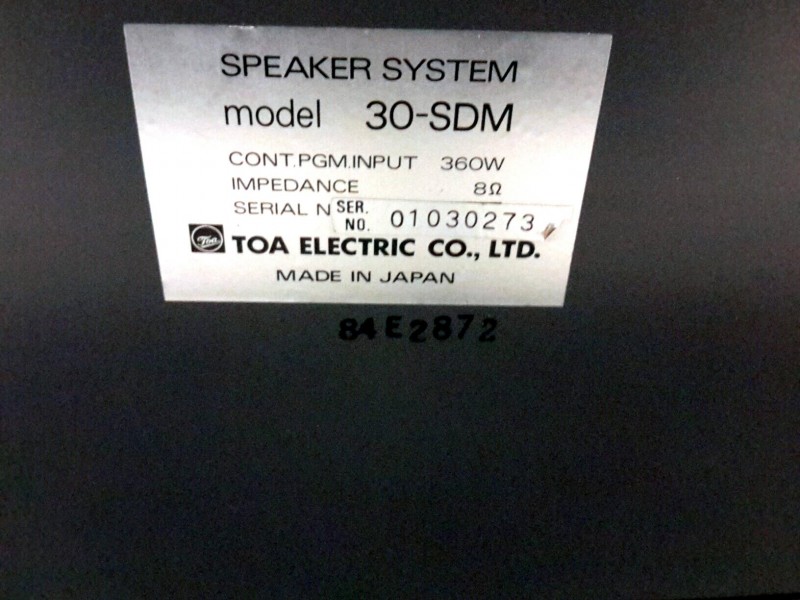 SPEAKER SYSTEM
model 30-SDM
CONT.PGM.INPUT 360W
IMPEDANCE 8Ω
SERIAL N SER. NO. 01030273
Toa TOA ELECTRIC CO., LTD.
MADE IN JAPAN
84E2872